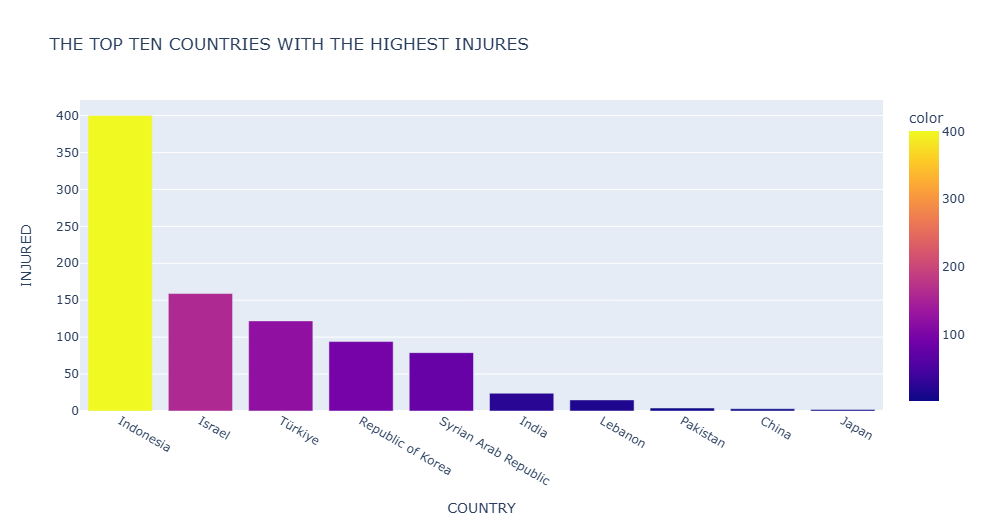 THE TOP TEN COUNTRIES WITH THE HIGHEST INJURES
INJURED
400
350
300
250
200
150
100
50
0
Indonesia
Israel
Türkiye
Republic of Korea
Syrian Arab Republic
India
Lebanon
Pakistan
China
Japan
COUNTRY
color
400
300
200
100